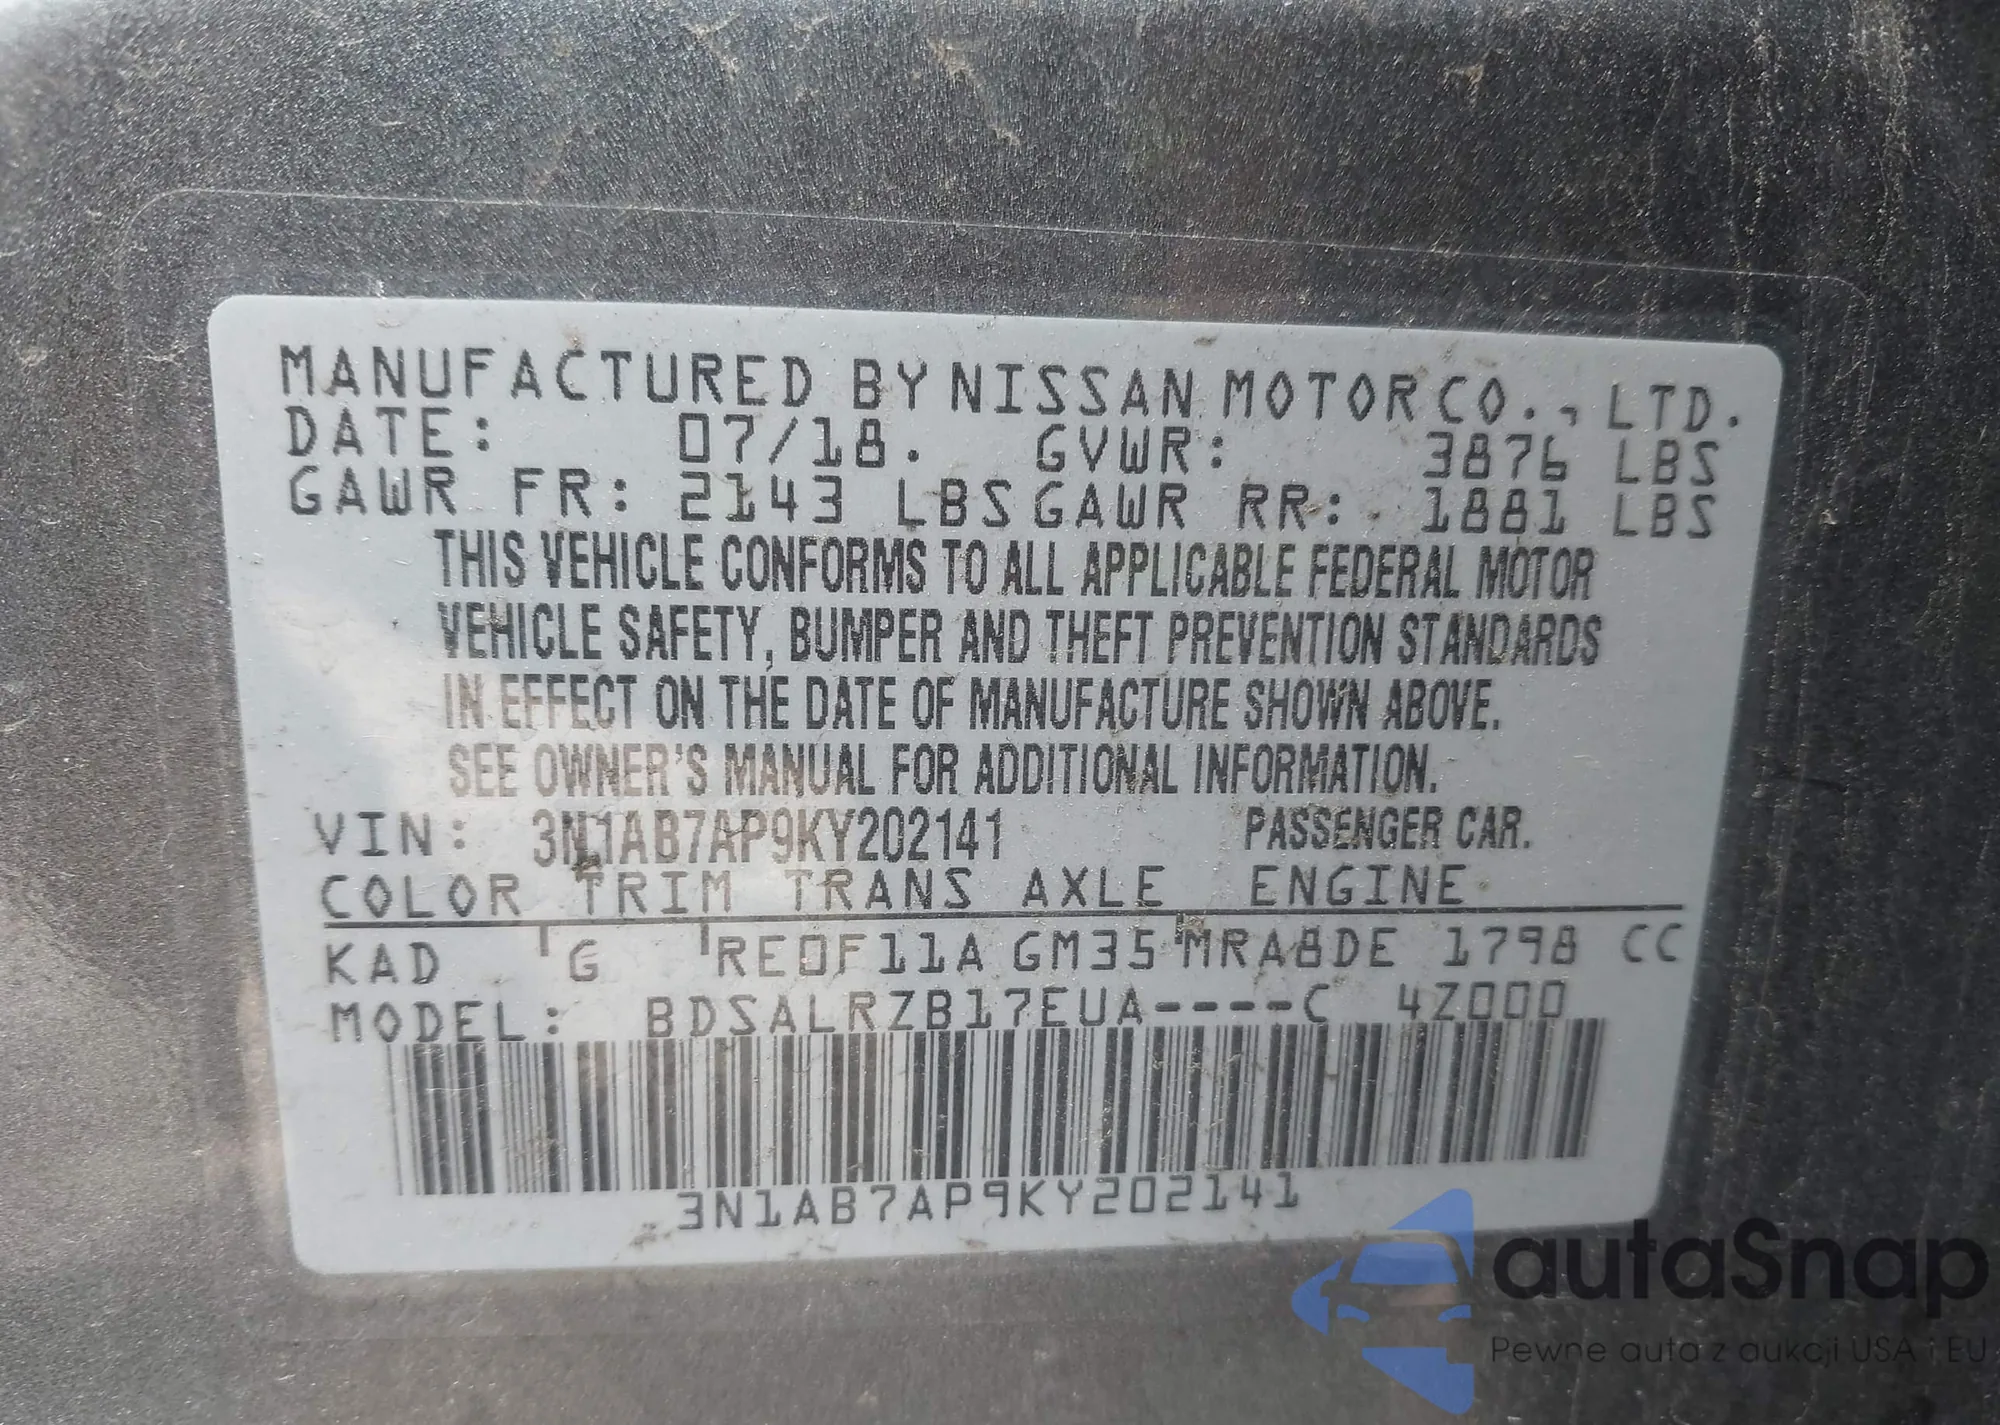 MANUFACTURED BY NISSAN MOTOR CO., LTD.
DATE: 07/18. GVWR: 3876 LBS
GAWR FR: 2143 LBS GAWR RR: 1881 LBS
THIS VEHICLE CONFORMS TO ALL APPLICABLE FEDERAL MOTOR
VEHICLE SAFETY, BUMPER AND THEFT PREVENTION STANDARDS
IN EFFECT ON THE DATE OF MANUFACTURE SHOWN ABOVE.
SEE OWNER'S MANUAL FOR ADDITIONAL INFORMATION.
VIN: 3N1AB7AP9KY202141 PASSENGER CAR.
COLOR TRIM TRANS AXLE ENGINE
KAD G RE0F11A GM35 MRA8DE 1798 CC
MODEL: BDSALRZB17EUA----C 4Z000
3N1AB7AP9KY202141
autaSnap
Pewne auta z aukcji USA i EU